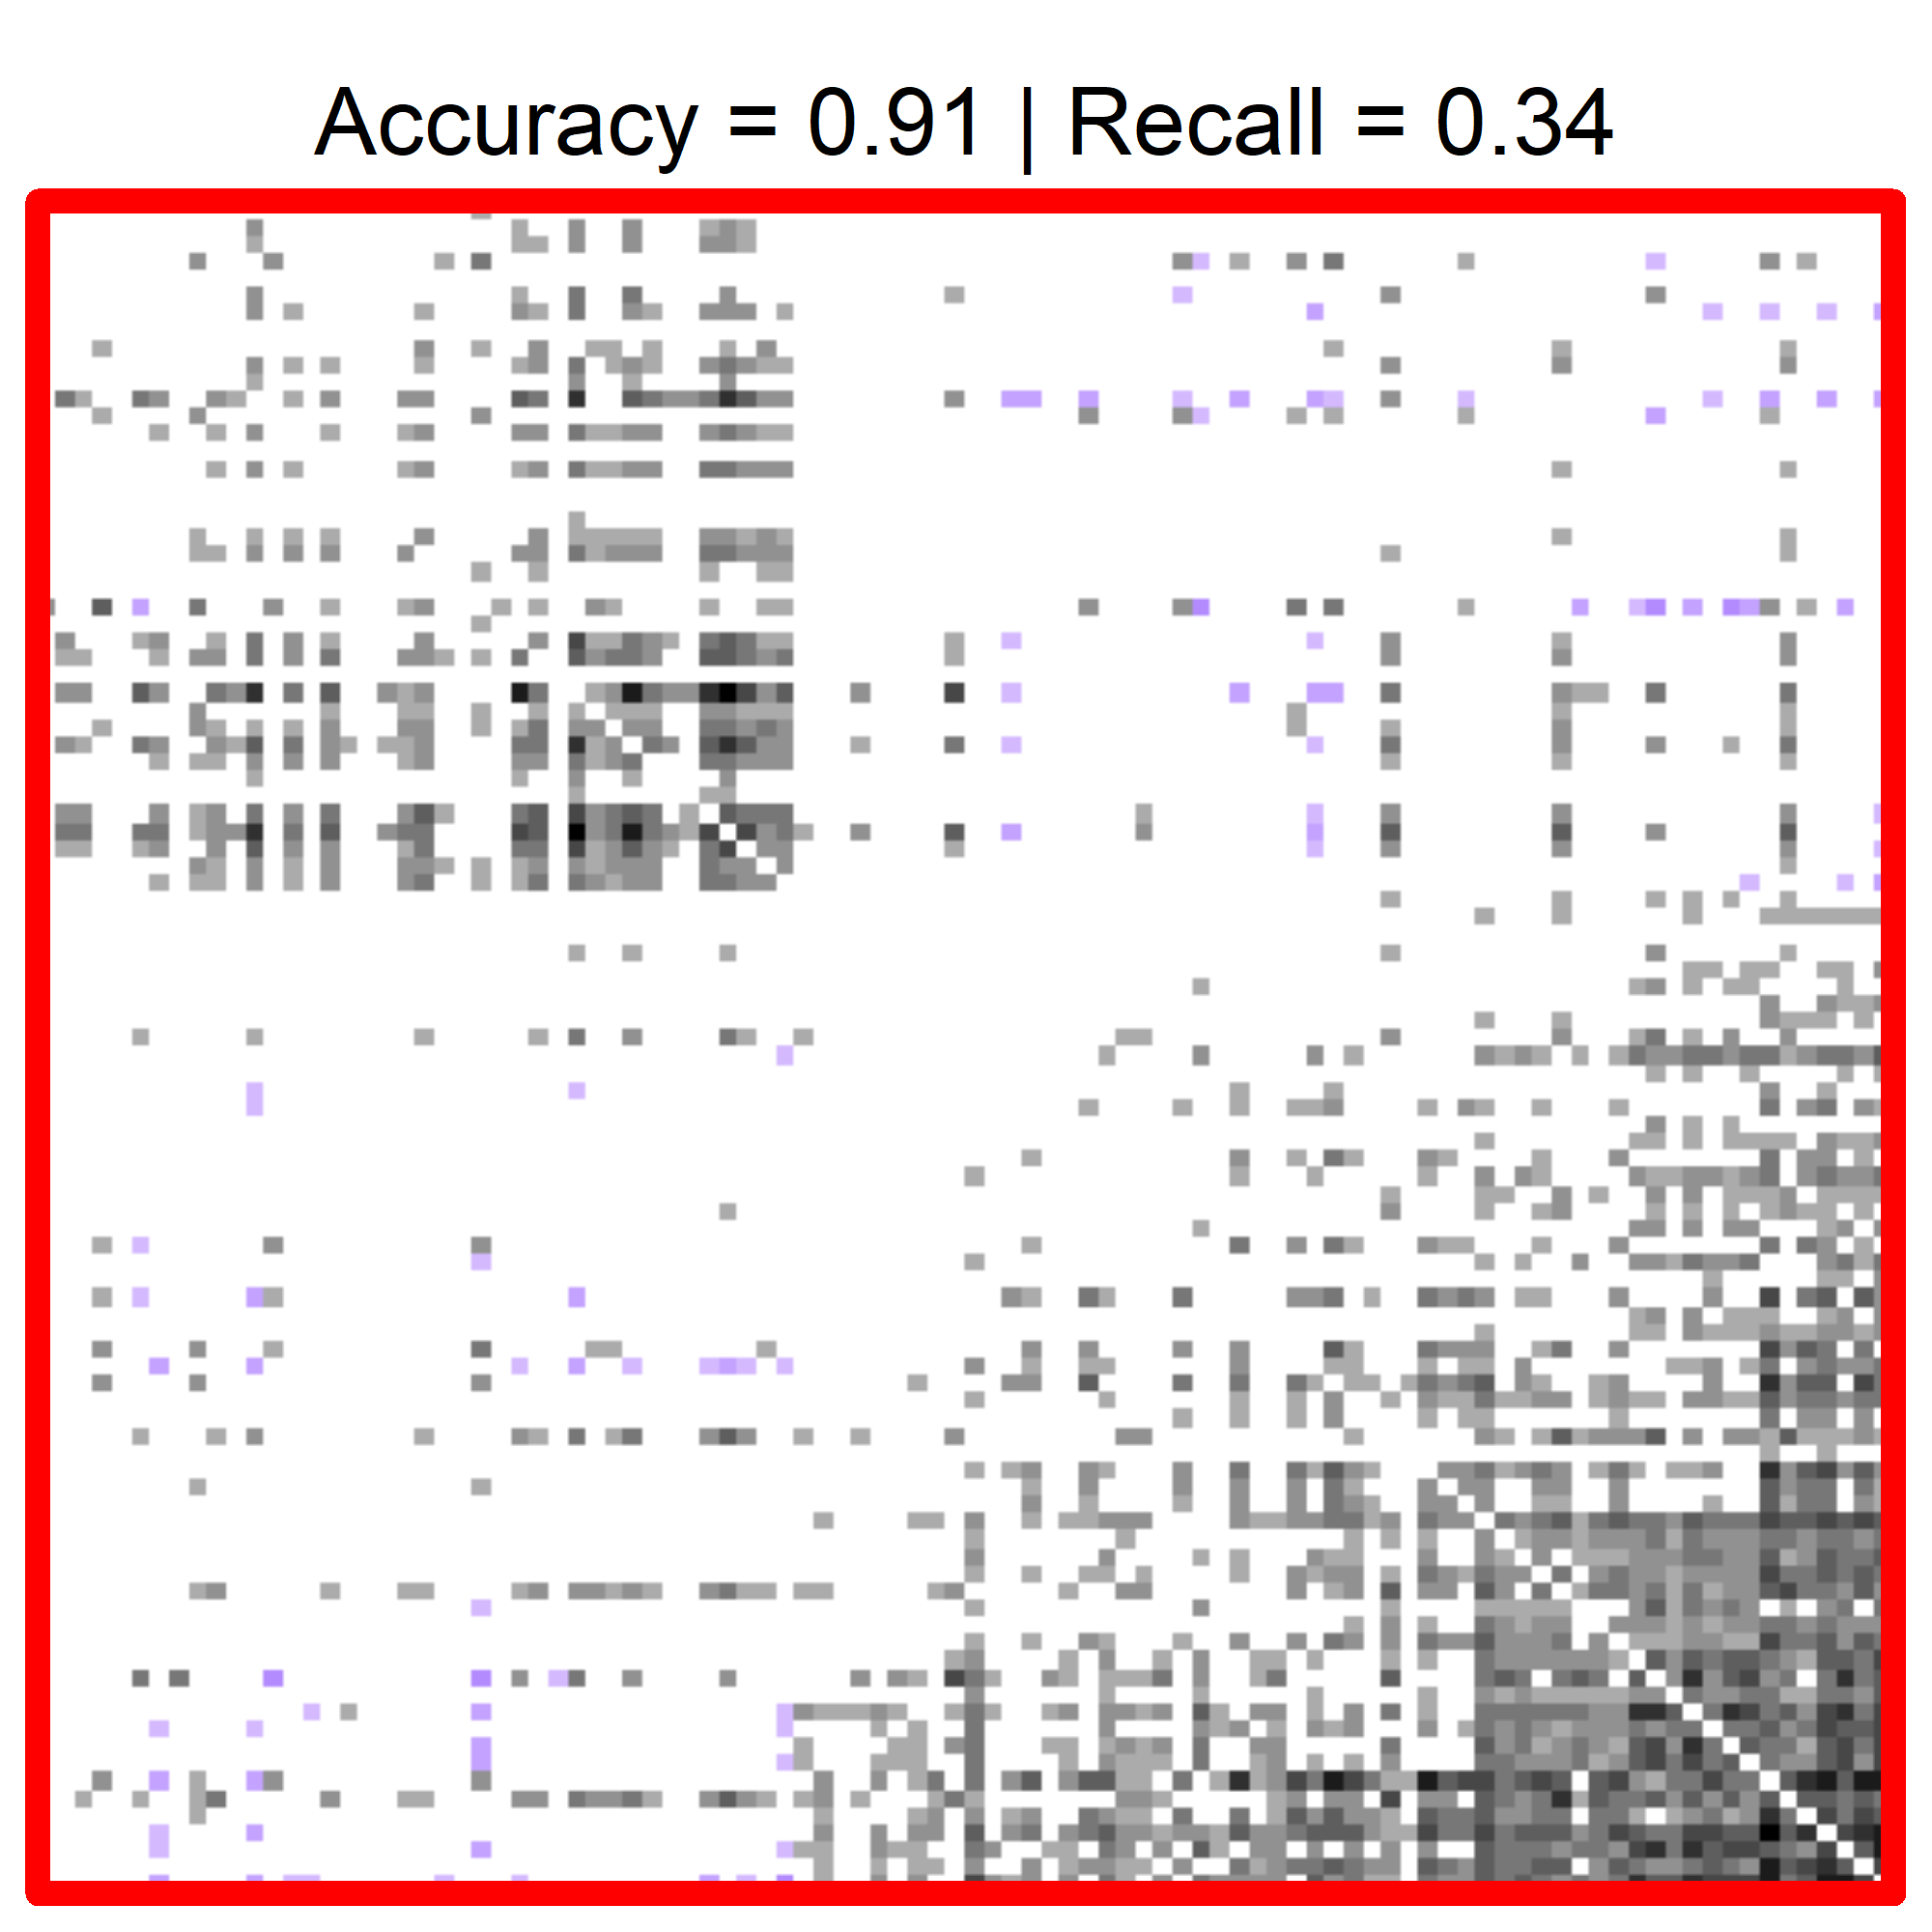 Accuracy = 0.91 | Recall = 0.34